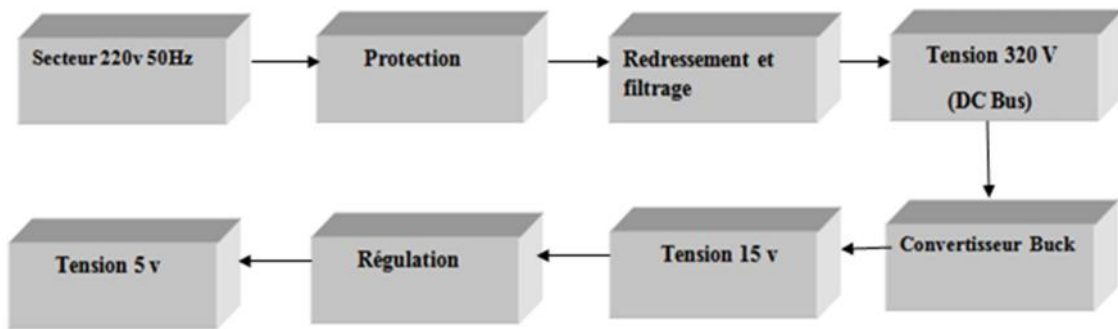 Secteur 220v 50Hz
Protection
Redressement et
filtrage
Tension 320 V
(DC Bus)
Convertisseur Buck
Tension 15 v
Régulation
Tension 5 v